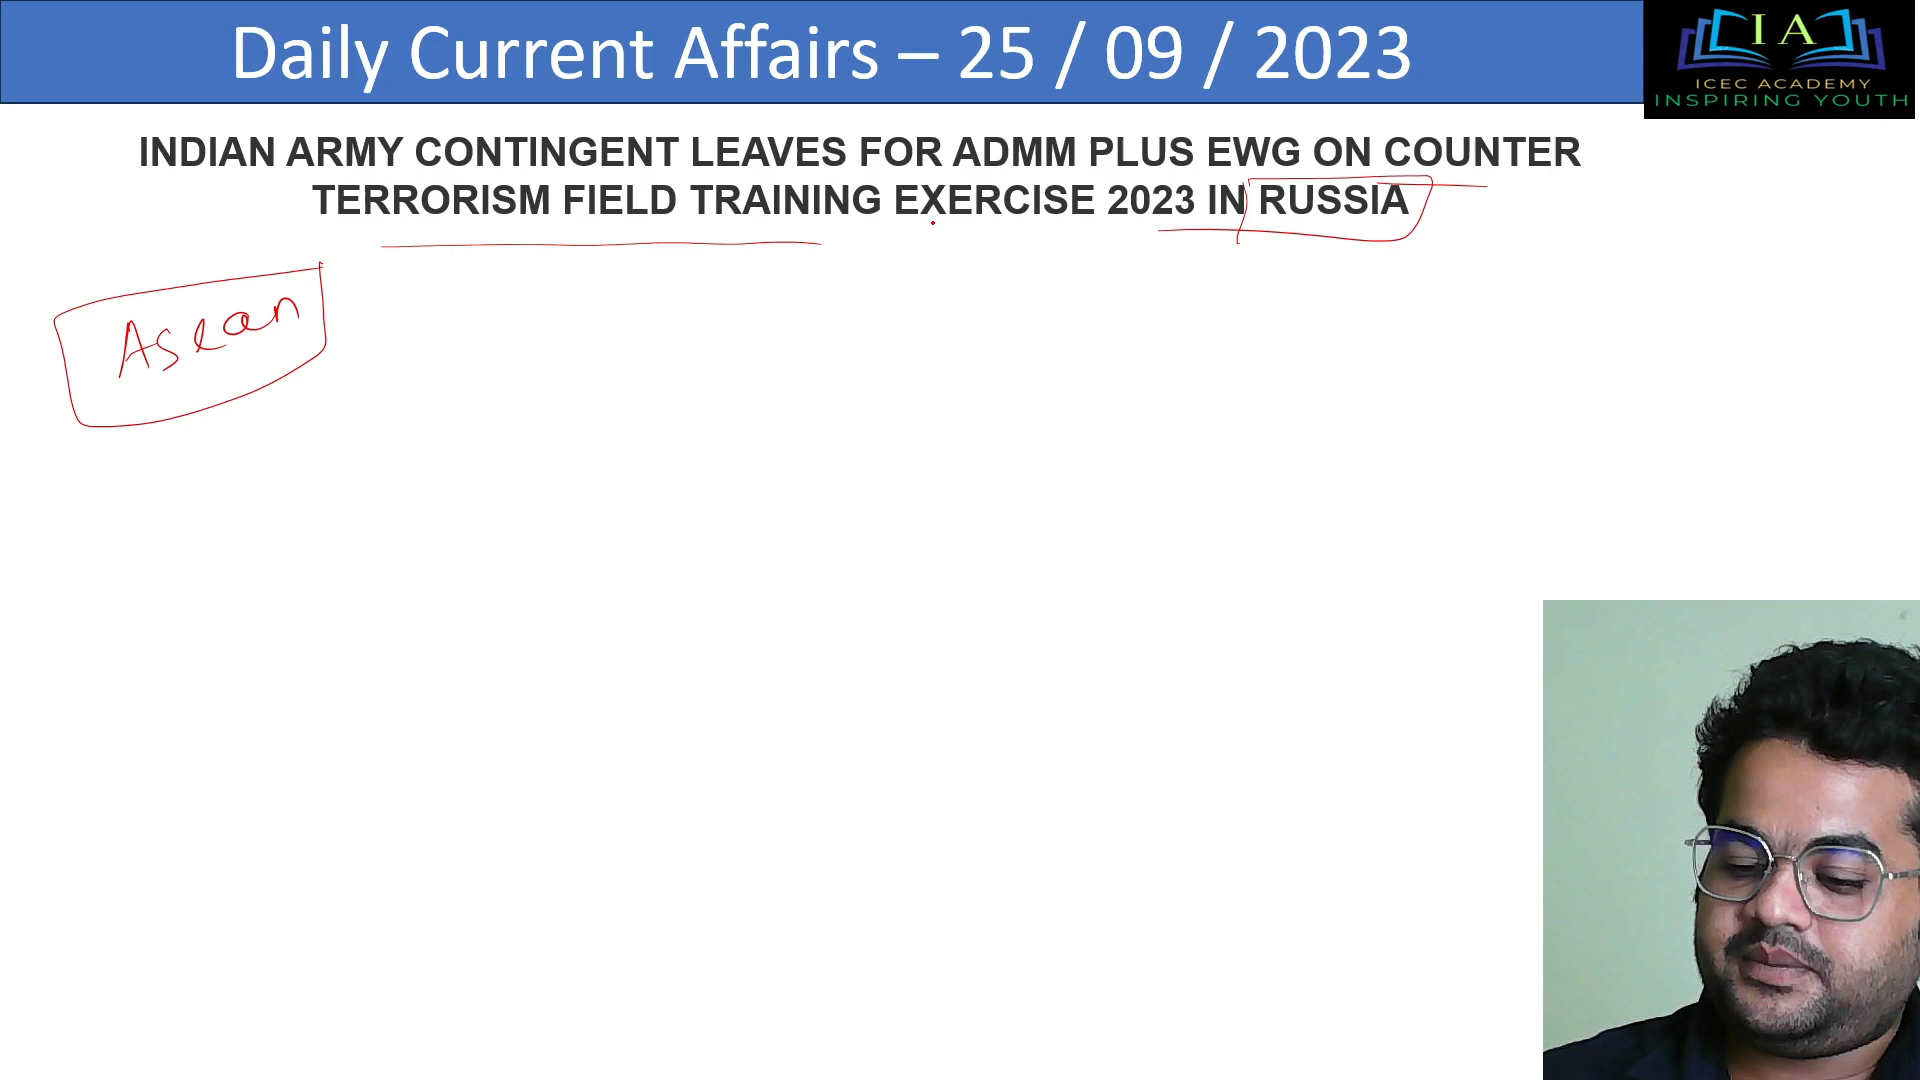 Daily Current Affairs – 25 / 09 / 2023
IA
ICEC ACADEMY
INSPIRING YOUTH
INDIAN ARMY CONTINGENT LEAVES FOR ADMM PLUS EWG ON COUNTER
TERRORISM FIELD TRAINING EXERCISE 2023 IN RUSSIA
Asean